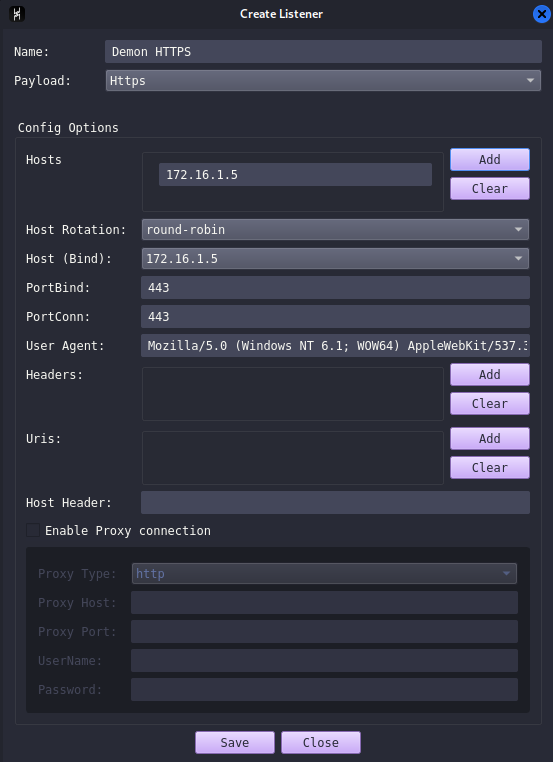 Create Listener
Name: Demon HTTPS
Payload: Https
Config Options
Hosts 172.16.1.5 Add
Clear
Host Rotation: round-robin
Host (Bind): 172.16.1.5
PortBind: 443
PortConn: 443
User Agent: Mozilla/5.0 (Windows NT 6.1; WOW64) AppleWebKit/537.3
Headers: Add
Clear
Uris: Add
Clear
Host Header:
Enable Proxy connection
Proxy Type: http
Proxy Host:
Proxy Port:
UserName:
Password:
Save Close